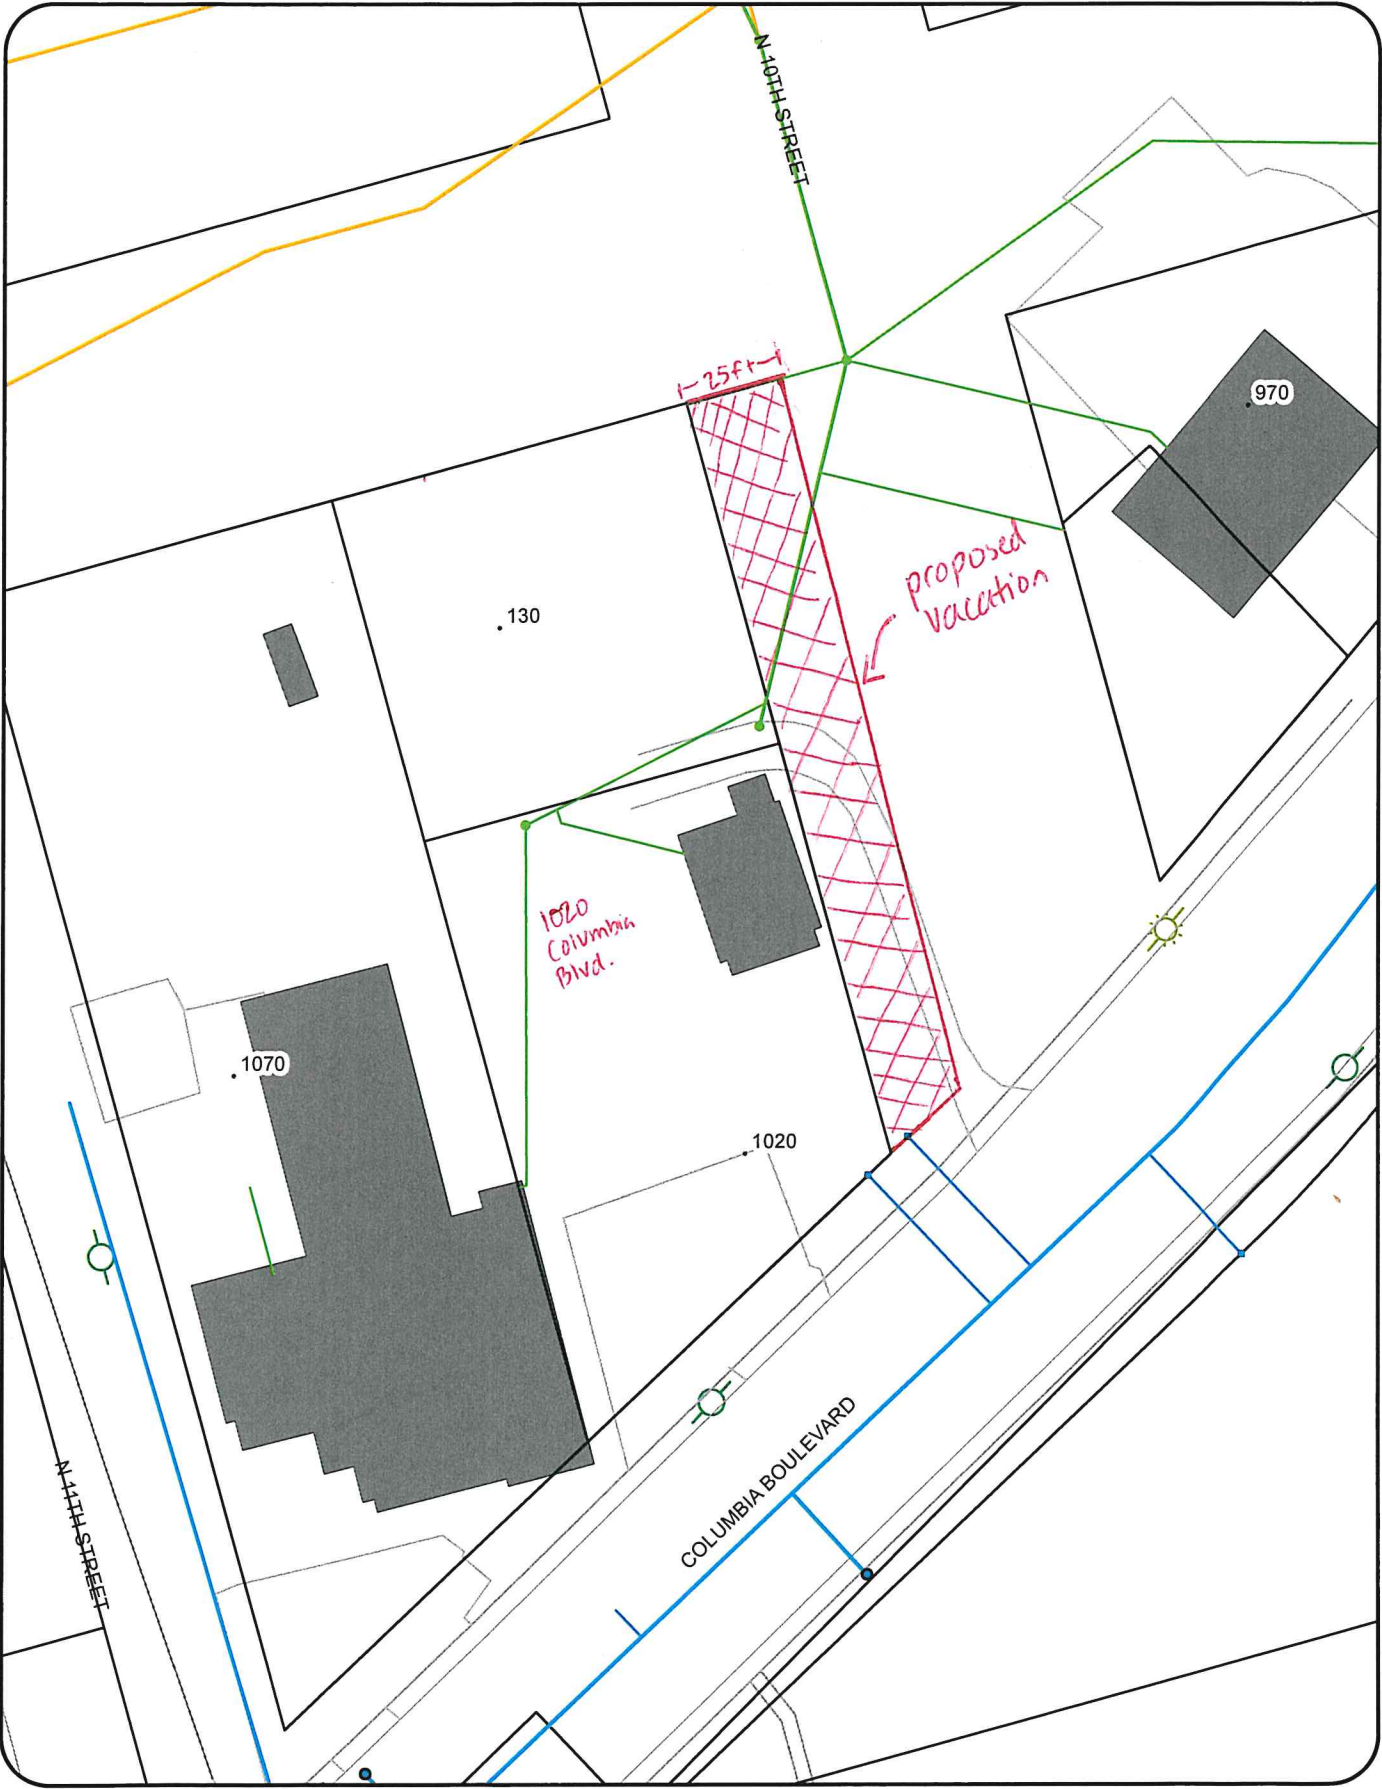 N 10TH STREET
25ft
970
130
proposed
vacation
1020
Columbia
Blvd.
1070
1020
COLUMBIA BOULEVARD
N 11TH STREET